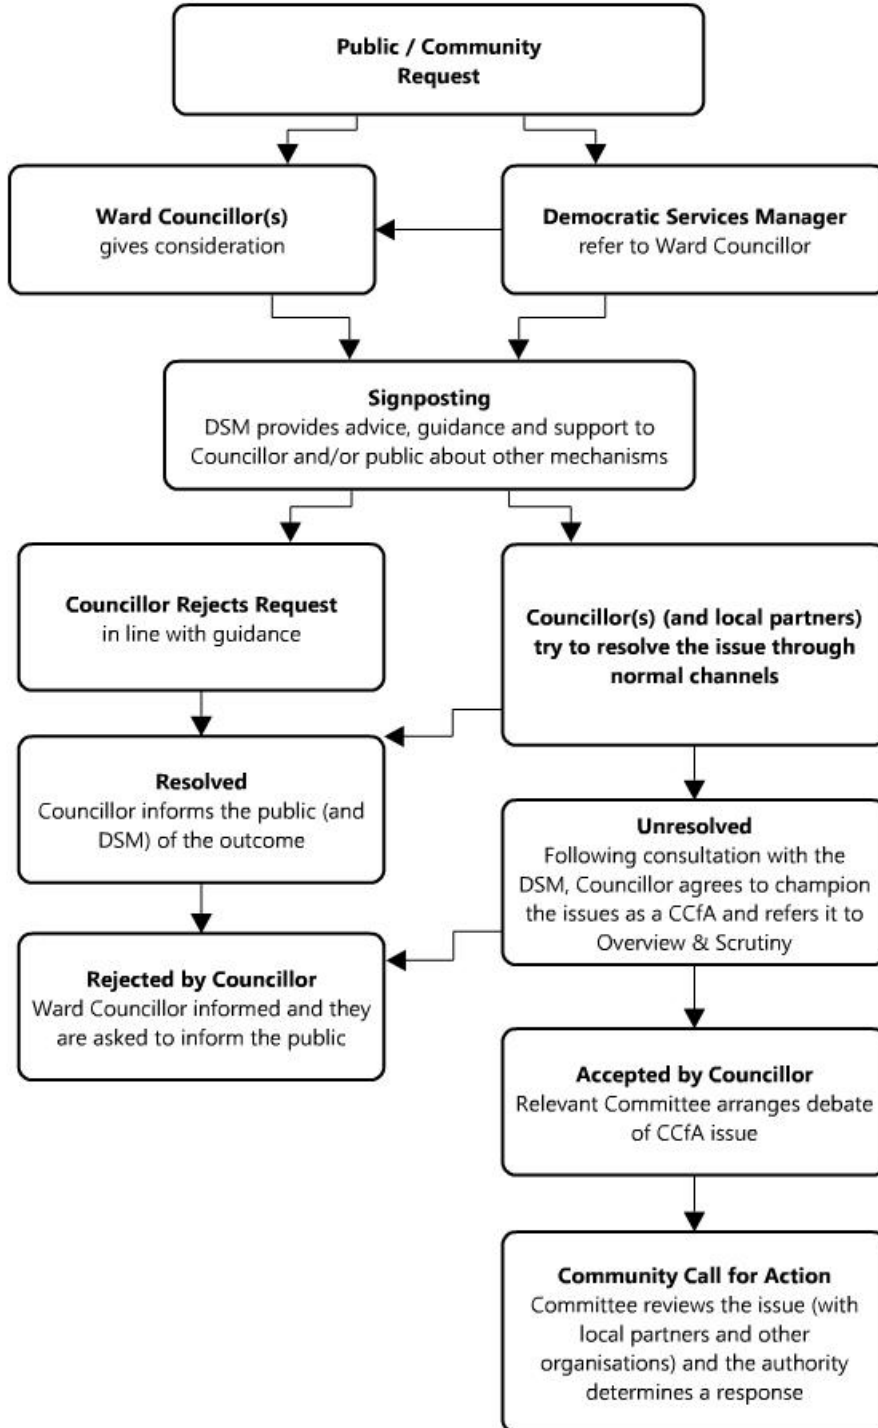 Public / Community
Request
Ward Councillor(s)
gives consideration
Democratic Services Manager
refer to Ward Councillor
Signposting
DSM provides advice, guidance and support to
Councillor and/or public about other mechanisms
Councillor Rejects Request
in line with guidance
Councillor(s) (and local partners)
try to resolve the issue through
normal channels
Resolved
Councillor informs the public (and
DSM) of the outcome
Unresolved
Following consultation with the
DSM, Councillor agrees to champion
the issues as a CCfA and refers it to
Overview & Scrutiny
Rejected by Councillor
Ward Councillor informed and they
are asked to inform the public
Accepted by Councillor
Relevant Committee arranges debate
of CCfA issue
Community Call for Action
Committee reviews the issue (with
local partners and other
organisations) and the authority
determines a response